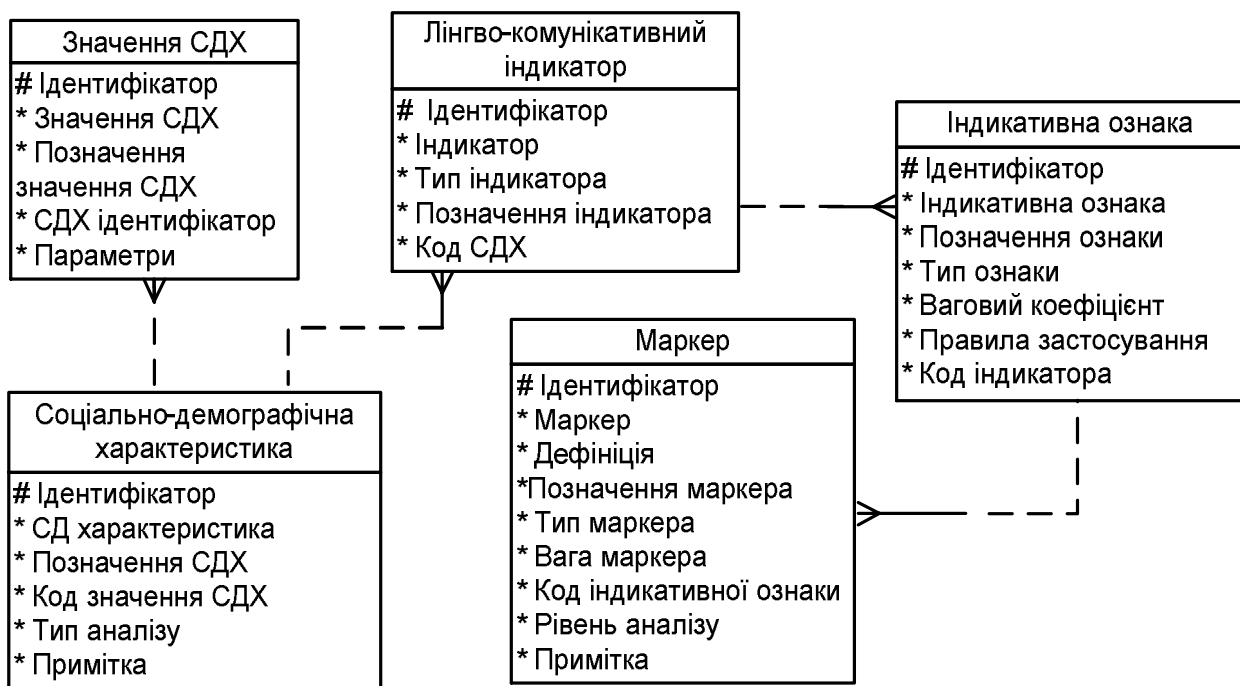 Значення СДХ
# Ідентифікатор
* Значення СДХ
* Позначення
значення СДХ
* СДХ ідентифікатор
* Параметри
Лінгво-комунікативний
індикатор
# Ідентифікатор
* Індикатор
* Тип індикатора
* Позначення індикатора
* Код СДХ
Індикативна ознака
# Ідентифікатор
* Індикативна ознака
* Позначення ознаки
* Тип ознаки
* Ваговий коефіцієнт
* Правила застосування
* Код індикатора
Соціально-демографічна
характеристика
# Ідентифікатор
* СД характеристика
* Позначення СДХ
* Код значення СДХ
* Тип аналізу
* Примітка
Маркер
# Ідентифікатор
* Маркер
* Дефініція
*Позначення маркера
* Тип маркера
* Вага маркера
* Код індикативної ознаки
* Рівень аналізу
* Примітка